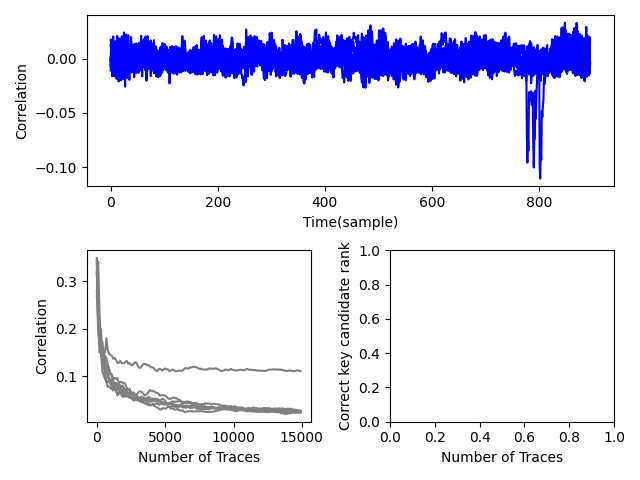 0.00
−0.05
−0.10
Correlation
0 200 400 600 800
Time(sample)
0.3
0.2
0.1
Correlation
0 5000 10000 15000
Number of Traces
1.0
0.8
0.6
0.4
0.2
0.0
Correct key candidate rank
0.0 0.2 0.4 0.6 0.8 1.0
Number of Traces